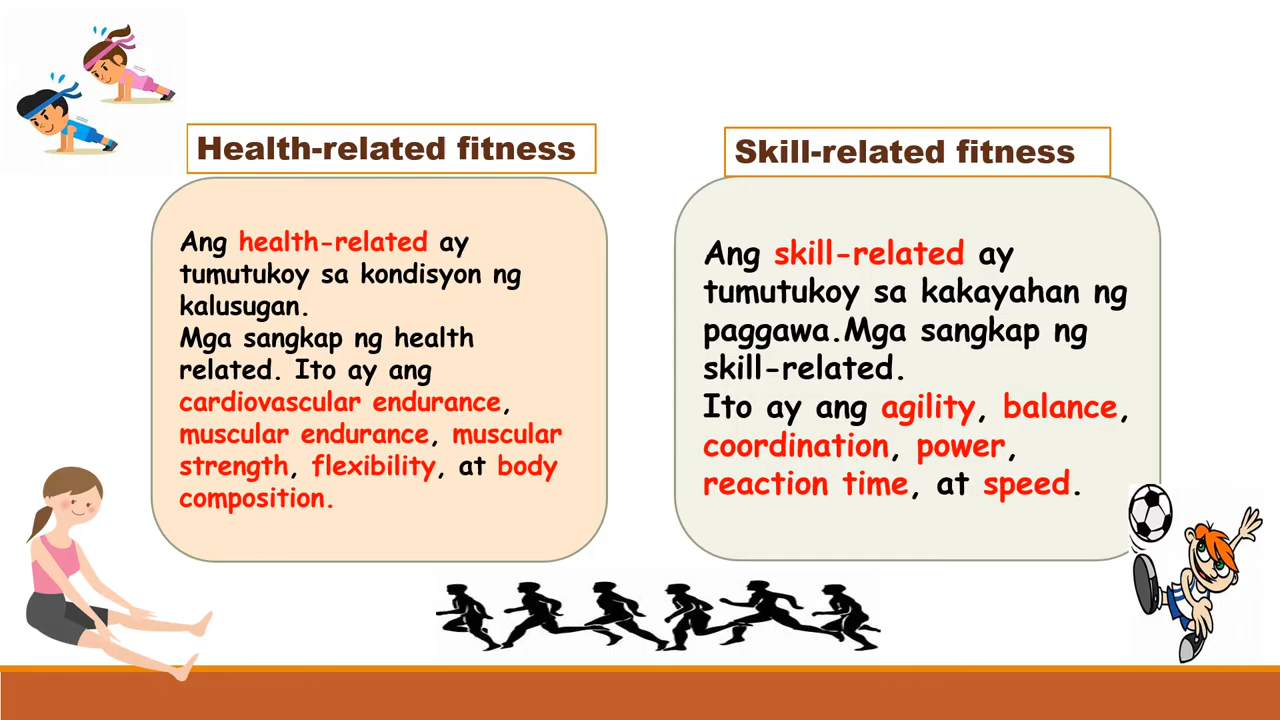 Health-related fitness
Ang health-related ay
tumutukoy sa kondisyon ng
kalusugan.
Mga sangkap ng health
related. Ito ay ang
cardiovascular endurance,
muscular endurance, muscular
strength, flexibility, at body
composition.
Skill-related fitness
Ang skill-related ay
tumutukoy sa kakayahan ng
paggawa.Mga sangkap ng
skill-related.
Ito ay ang agility, balance,
coordination, power,
reaction time, at speed.